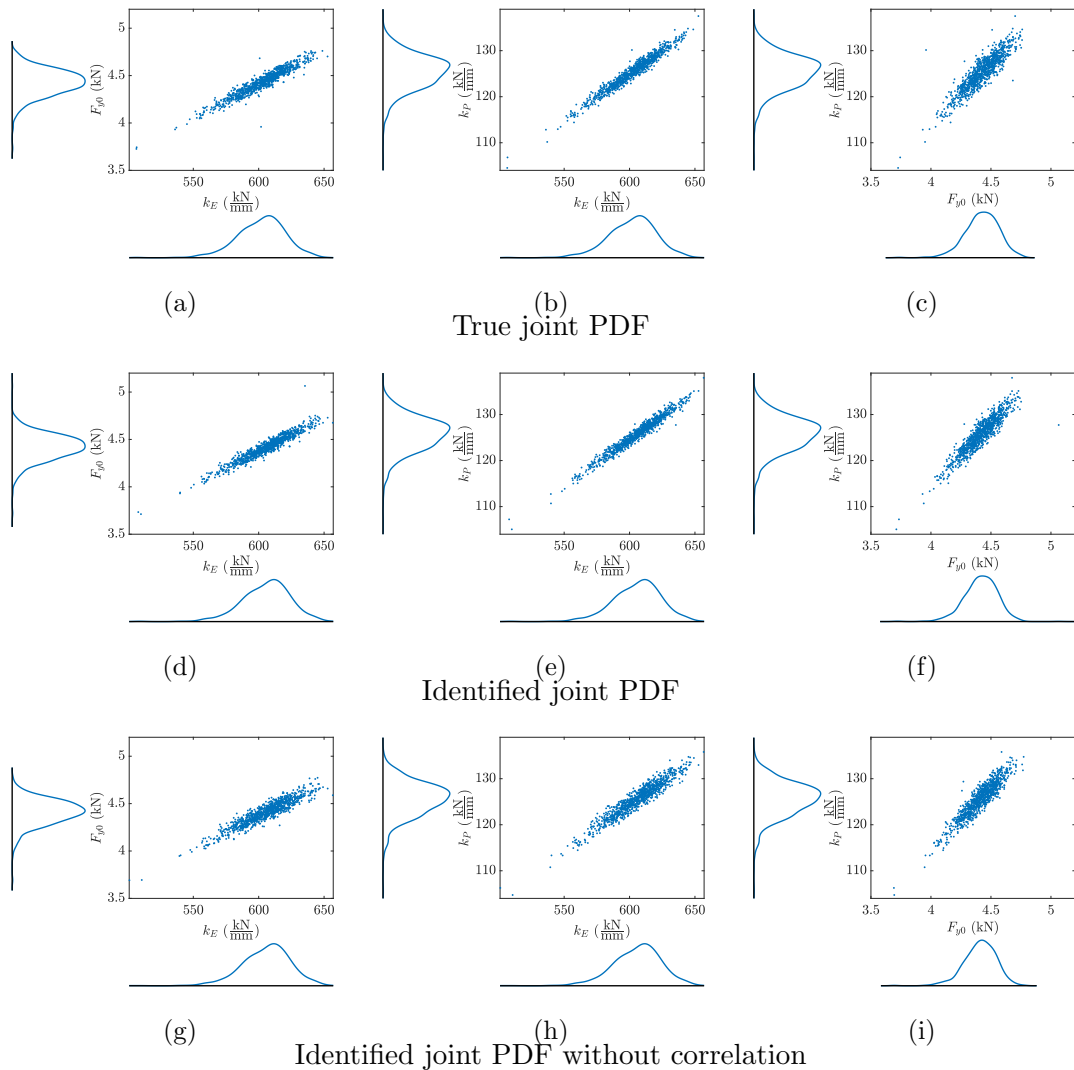 5
4.5
4
3.5
F_{y0} (kN)
550 600 650
k_E (kN/mm)
130
120
110
k_P (kN/mm)
550 600 650
k_E (kN/mm)
130
120
110
k_P (kN/mm)
3.5 4 4.5 5
F_{y0} (kN)
(a) (b) (c)
True joint PDF
5
4.5
4
3.5
F_{y0} (kN)
550 600 650
k_E (kN/mm)
130
120
110
k_P (kN/mm)
550 600 650
k_E (kN/mm)
130
120
110
k_P (kN/mm)
3.5 4 4.5 5
F_{y0} (kN)
(d) (e) (f)
Identified joint PDF
5
4.5
4
3.5
F_{y0} (kN)
550 600 650
k_E (kN/mm)
130
120
110
k_P (kN/mm)
550 600 650
k_E (kN/mm)
130
120
110
k_P (kN/mm)
3.5 4 4.5 5
F_{y0} (kN)
(g) (h) (i)
Identified joint PDF without correlation